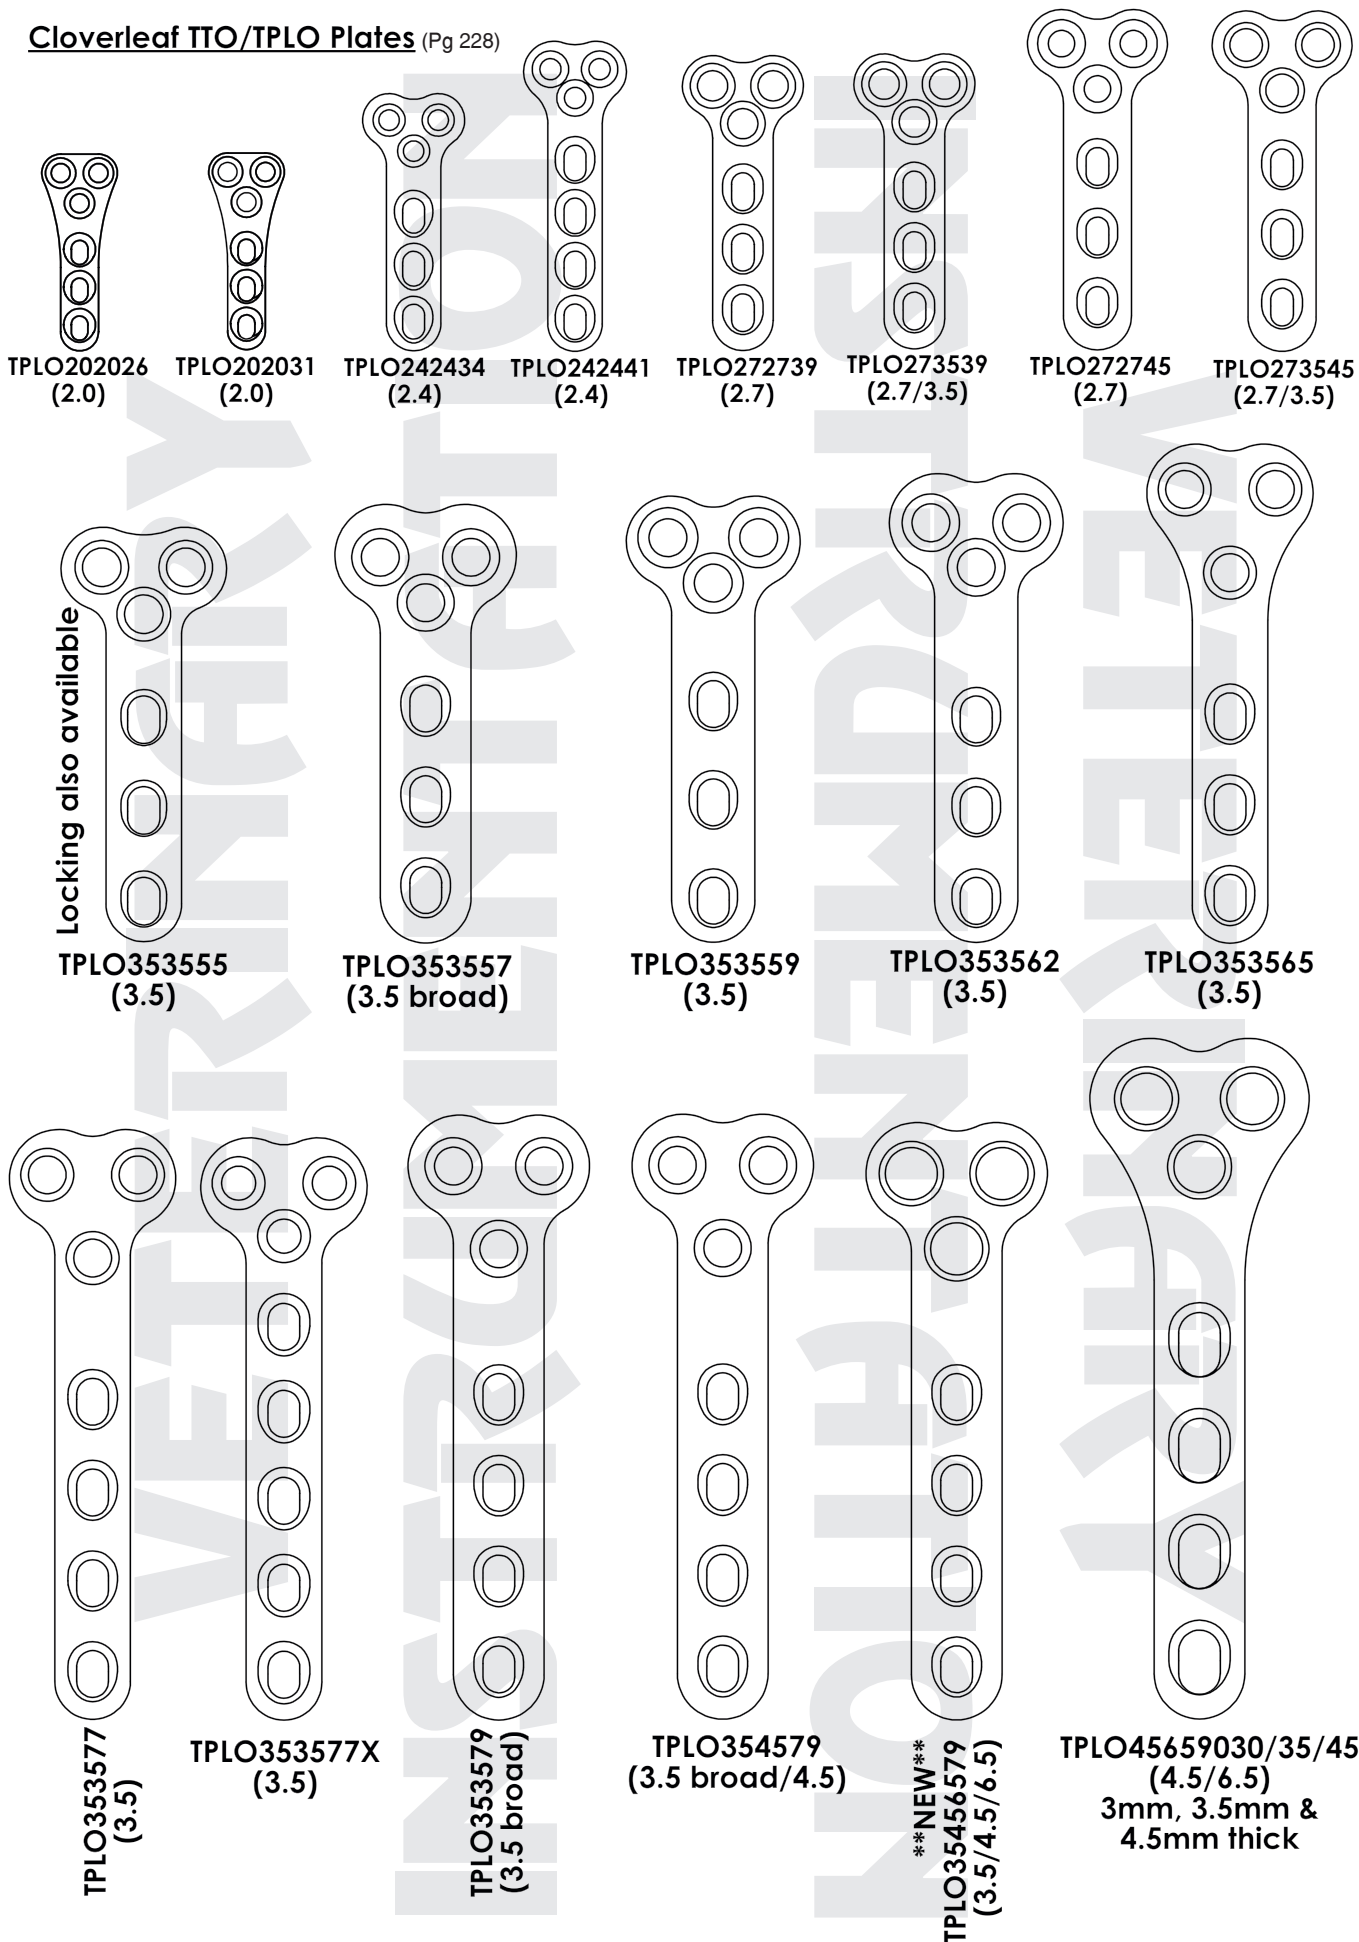 Cloverleaf TTO/TPLO Plates (Pg 228)
TPLO202026
(2.0)
TPLO202031
(2.0)
TPLO242434
(2.4)
TPLO242441
(2.4)
TPLO272739
(2.7)
TPLO273539
(2.7/3.5)
TPLO272745
(2.7)
TPLO273545
(2.7/3.5)
Locking also available
TPLO353555
(3.5)
TPLO353557
(3.5 broad)
TPLO353559
(3.5)
TPLO353562
(3.5)
TPLO353565
(3.5)
TPLO353577
(3.5)
TPLO353577X
(3.5)
TPLO353579
(3.5 broad)
TPLO354579
(3.5 broad/4.5)
**NEW**
TPLO35456579
(3.5/4.5/6.5)
TPLO45659030/35/45
(4.5/6.5)
3mm, 3.5mm &
4.5mm thick
VETERINARY
INSTRUMENTATION
INSTRUMENTATION
VETERINARY